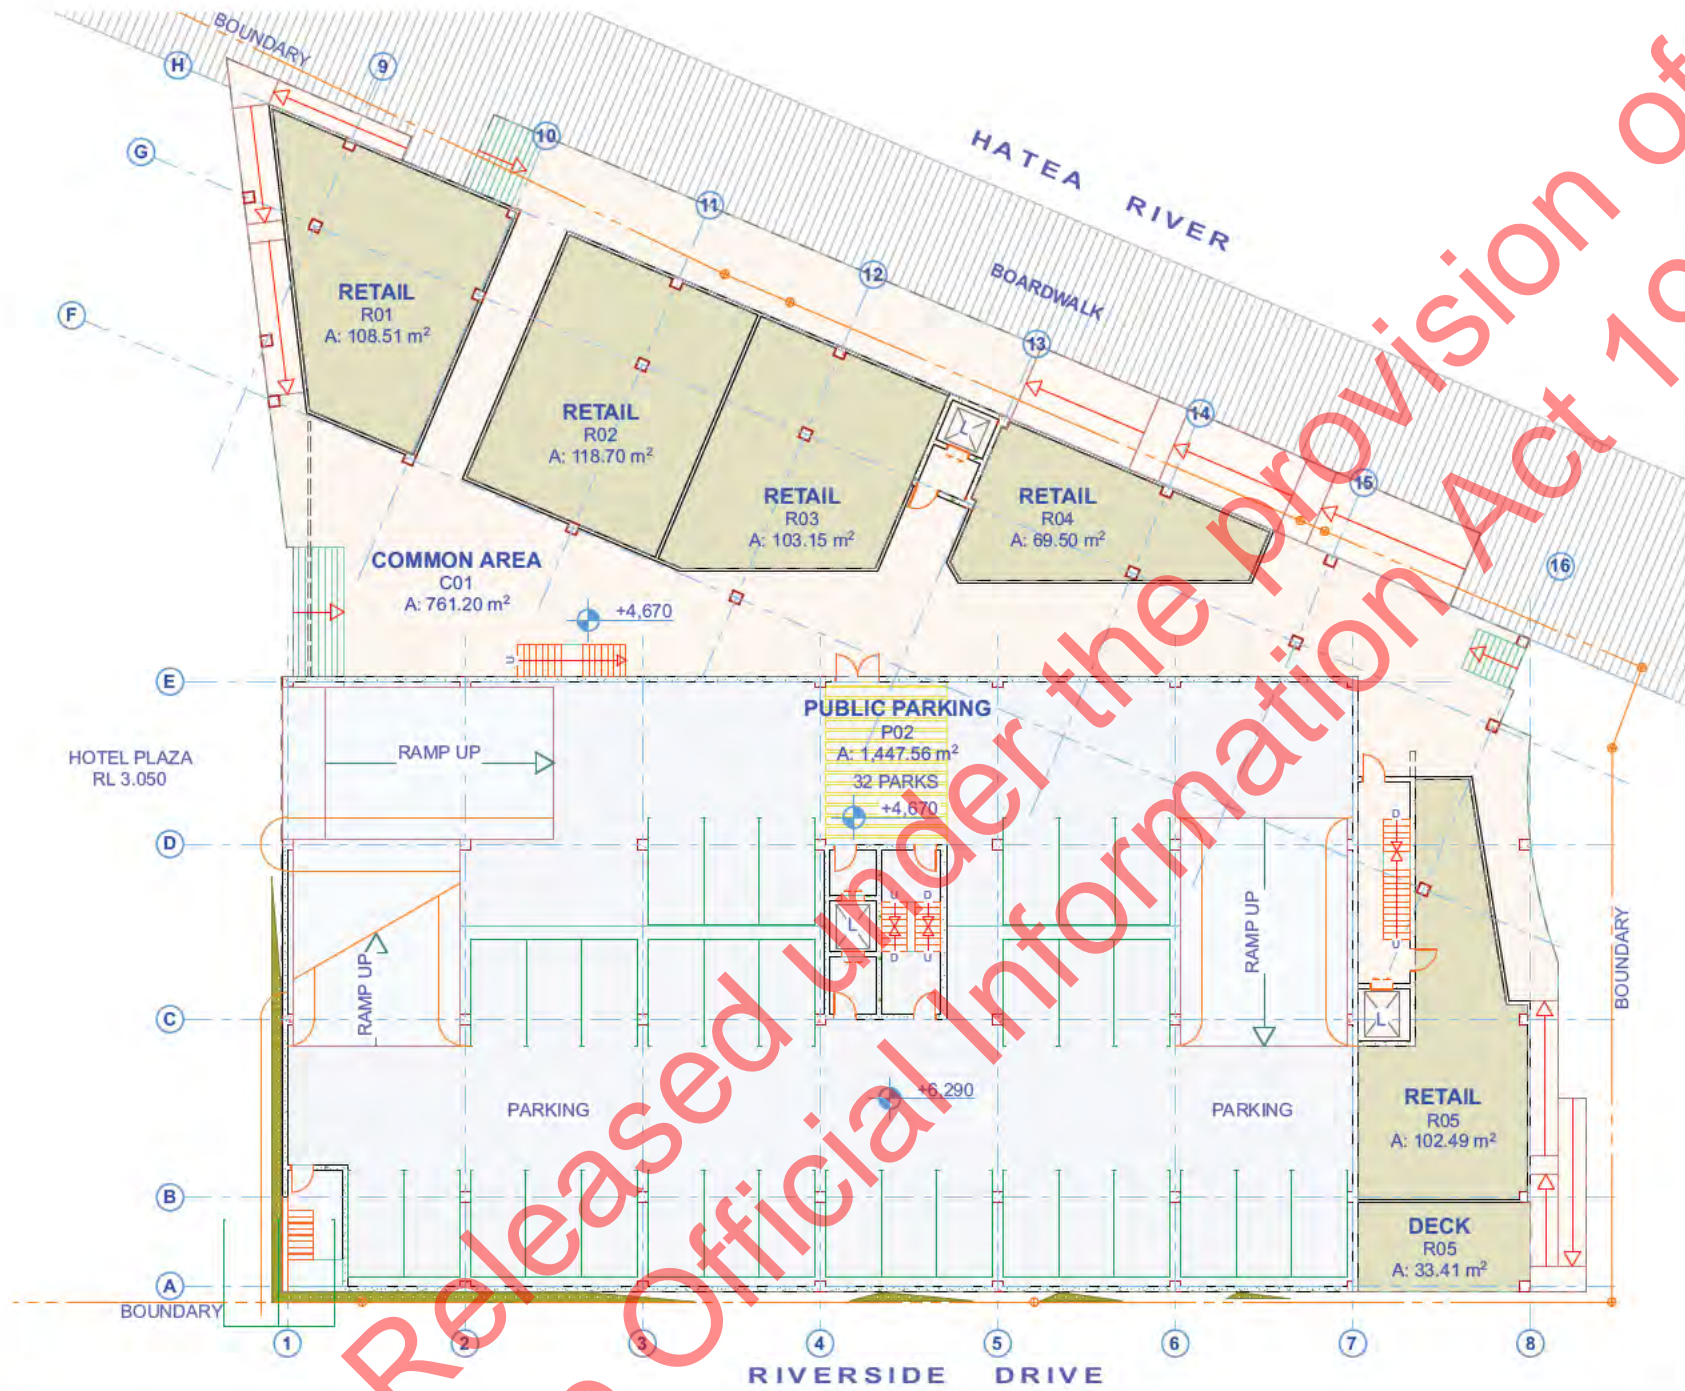 BOUNDARY
H
9
G
10
HATEA RIVER
11
12
BOARDWALK
F
13
14
15
16
RETAIL
R01
A: 108.51 m²
RETAIL
R02
A: 118.70 m²
L
RETAIL
R03
A: 103.15 m²
RETAIL
R04
A: 69.50 m²
COMMON AREA
C01
A: 761.20 m²
+4,670
U
E
PUBLIC PARKING
P02
A: 1,447.56 m²
32 PARKS
+4,670
HOTEL PLAZA
RL 3.050
RAMP UP
D
D
U
D
L
D
U
U
RAMP UP
RAMP UP
BOUNDARY
C
L
+6,290
PARKING
PARKING
RETAIL
R05
A: 102.49 m²
B
DECK
R05
A: 33.41 m²
A
BOUNDARY
1
2
3
4
5
6
7
8
RIVERSIDE DRIVE
Released under the provision of
Official Information Act